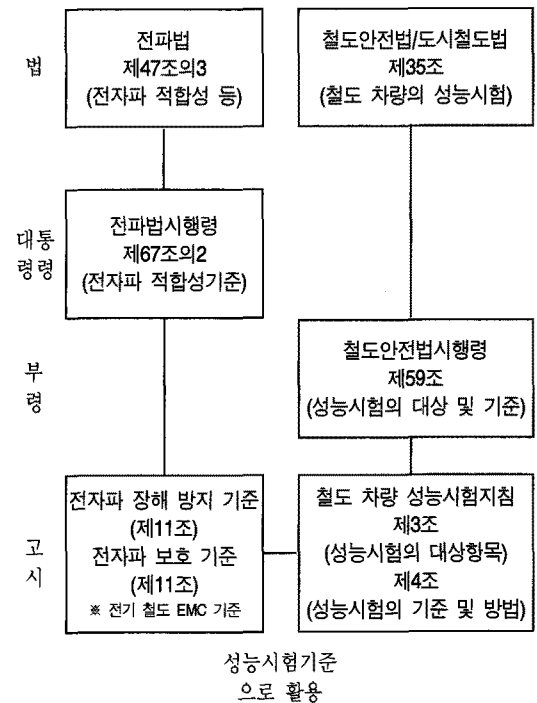 법
전파법
제47조의3
(전자파 적합성 등)
철도안전법/도시철도법
제35조
(철도 차량의 성능시험)
대통
령령
전파법시행령
제67조의2
(전자파 적합성기준)
부
령
철도안전법시행령
제59조
(성능시험의 대상 및 기준)
고
시
전자파 장해 방지 기준
(제11조)
전자파 보호 기준
(제11조)
※ 전기 철도 EMC 기준
철도 차량 성능시험지침
제3조
(성능시험의 대상항목)
제4조
(성능시험의 기준 및 방법)
성능시험기준
으로 활용